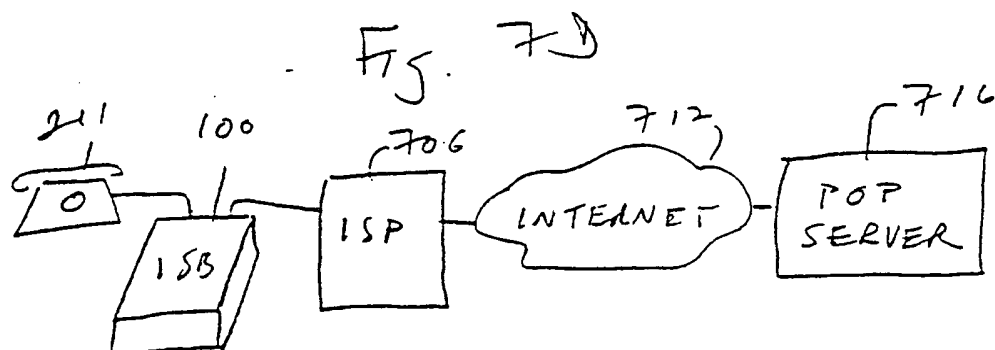 Fig. 7D
211
100
706
712
716
ISB
ISP
INTERNET
POP
SERVER